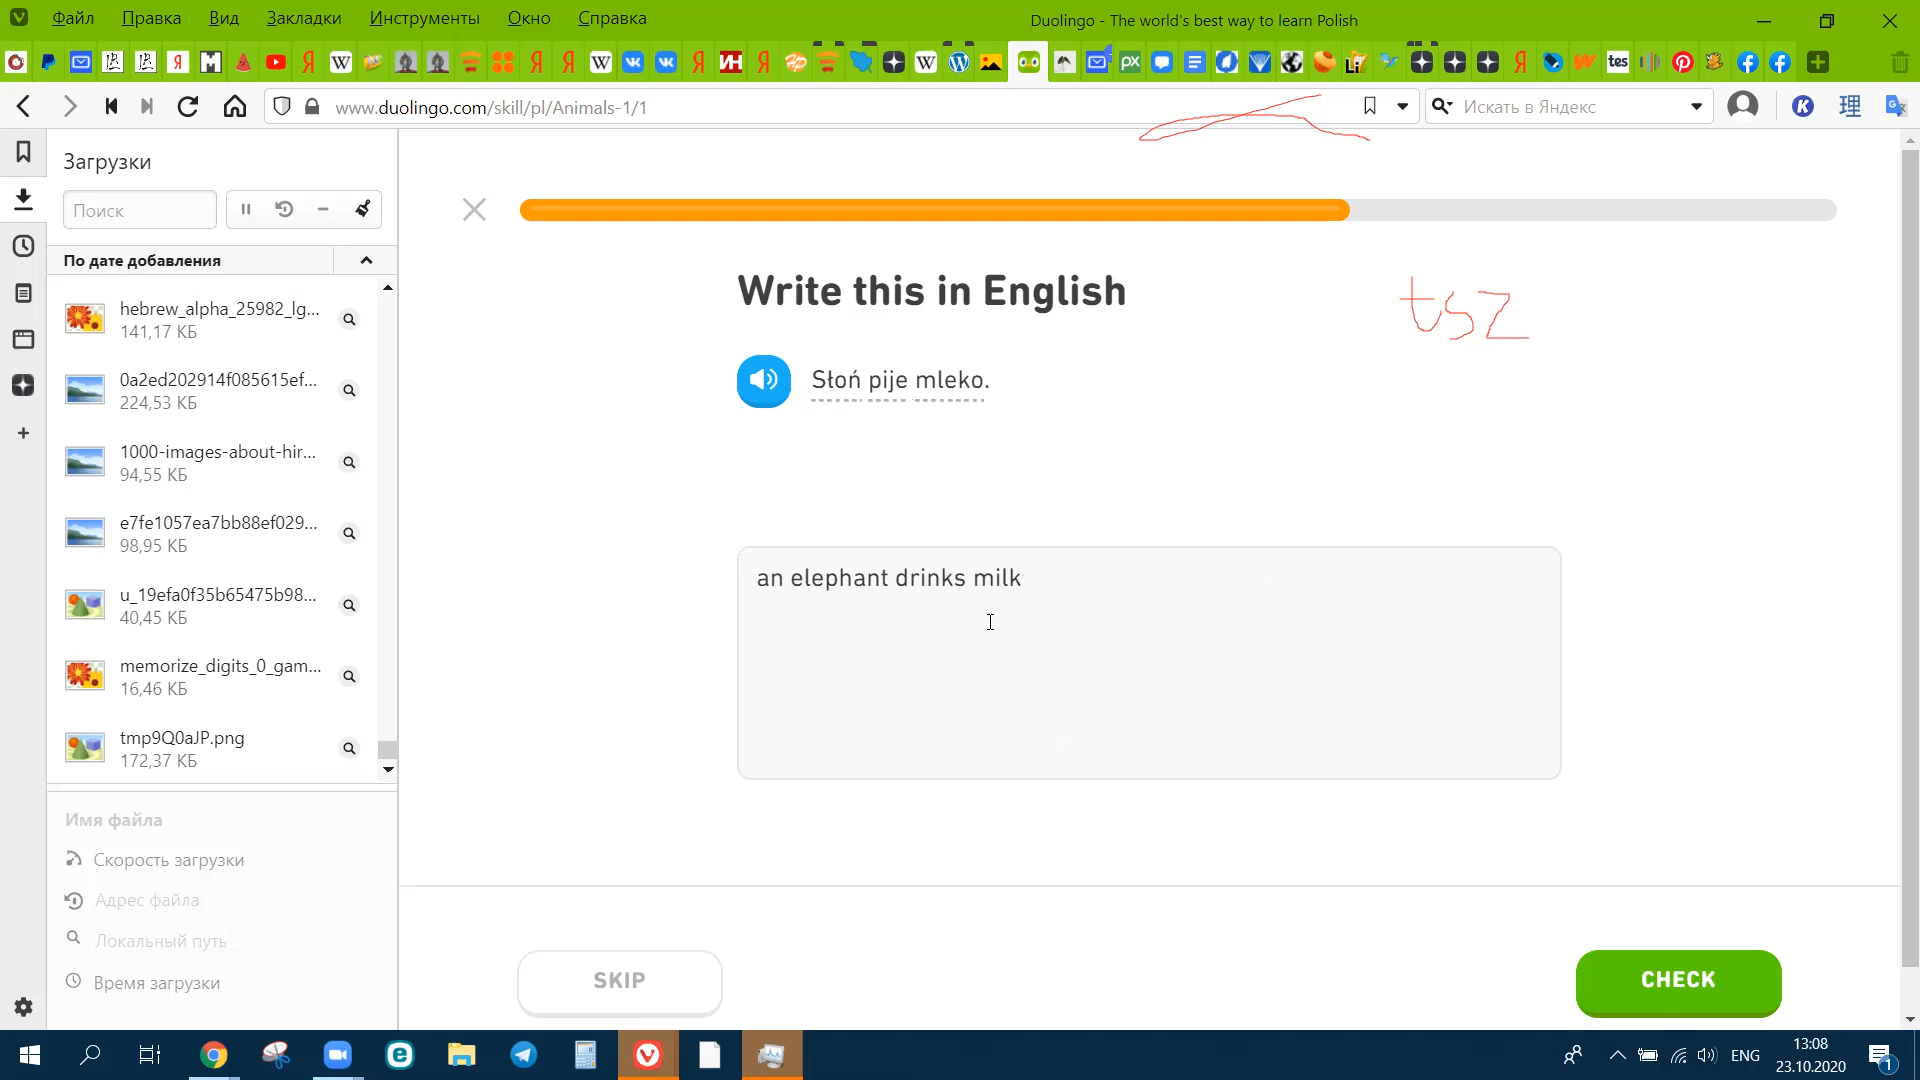 Файл Правка Вид Закладки Инструменты Окно Справка
Duolingo - The world's best way to learn Polish
www.duolingo.com/skill/pl/Animals-1/1
Искать в Яндекс
Загрузки
Поиск
По дате добавления
hebrew_alpha_25982_lg...
141,17 КБ
0a2ed202914f085615ef...
224,53 КБ
1000-images-about-hir...
94,55 КБ
e7fe1057ea7bb88ef029...
98,95 КБ
u_19efa0f35b65475b98...
40,45 КБ
memorize_digits_0_gam...
16,46 КБ
tmp9Q0aJP.png
172,37 КБ
Имя файла
Скорость загрузки
Адрес файла
Локальный путь
Время загрузки
Write this in English
tsz
Słoń pije mleko.
an elephant drinks milk
SKIP
CHECK
ENG
13:08
23.10.2020
1